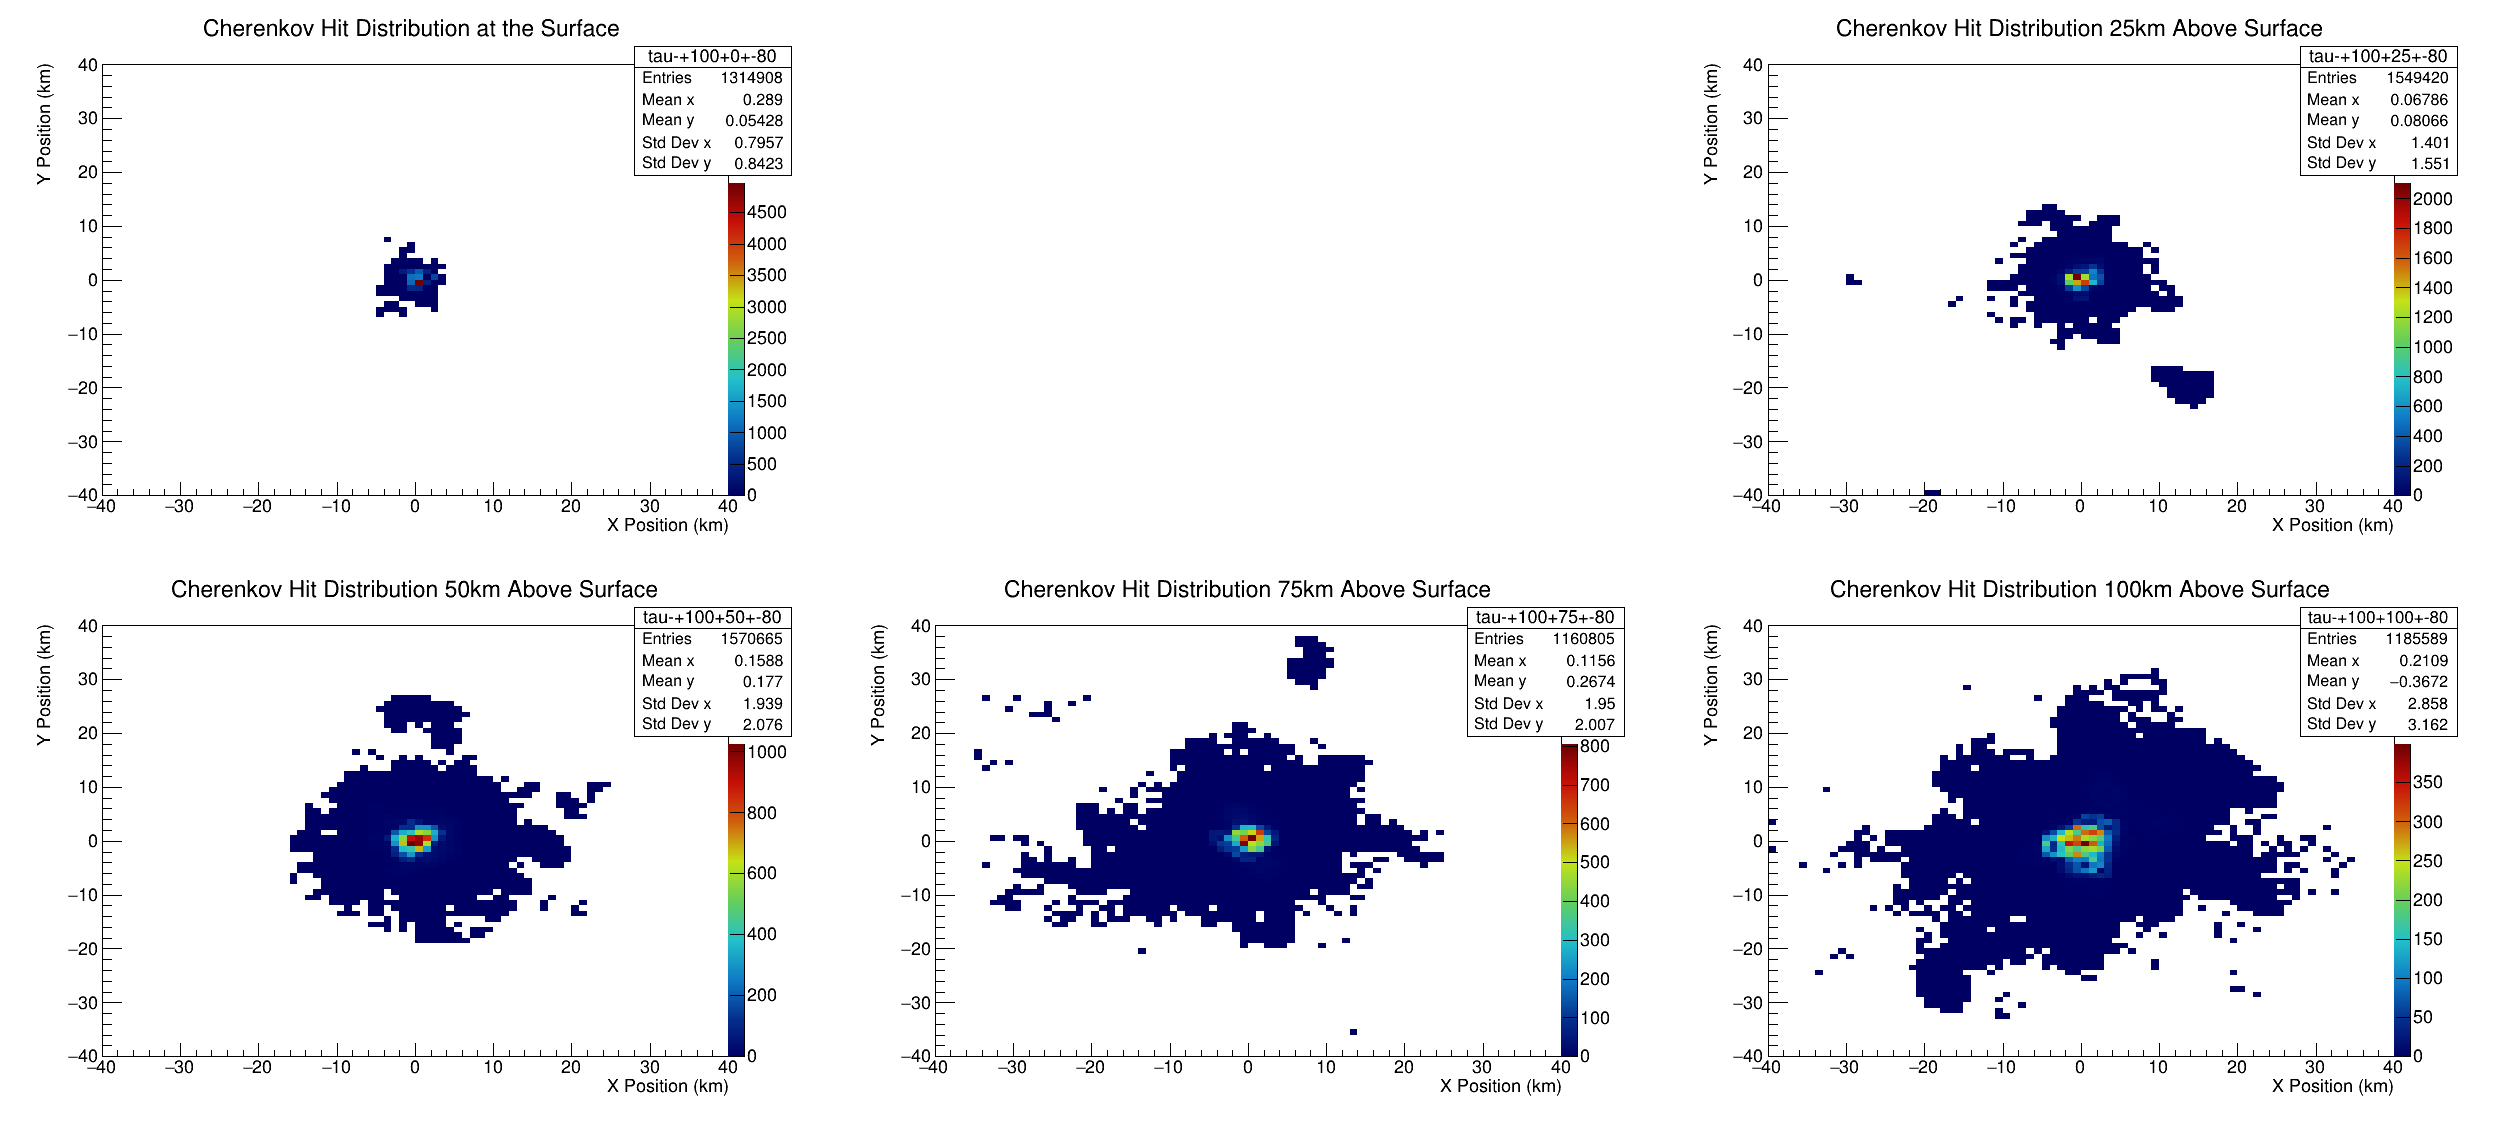 Cherenkov Hit Distribution at the Surface
tau-+100+0+-80
Entries 1314908
Mean x 0.289
Mean y 0.05428
Std Dev x 0.7957
Std Dev y 0.8423
Y Position (km)
40
30
20
10
0
−10
−20
−30
−40
−40 −30 −20 −10 0 10 20 30 40
X Position (km)
4500
4000
3500
3000
2500
2000
1500
1000
500
0
Cherenkov Hit Distribution 25km Above Surface
tau-+100+25+-80
Entries 1549420
Mean x 0.06786
Mean y 0.08066
Std Dev x 1.401
Std Dev y 1.551
Y Position (km)
40
30
20
10
0
−10
−20
−30
−40
−40 −30 −20 −10 0 10 20 30 40
X Position (km)
2000
1800
1600
1400
1200
1000
800
600
400
200
0
Cherenkov Hit Distribution 50km Above Surface
tau-+100+50+-80
Entries 1570665
Mean x 0.1588
Mean y 0.177
Std Dev x 1.939
Std Dev y 2.076
Y Position (km)
40
30
20
10
0
−10
−20
−30
−40
−40 −30 −20 −10 0 10 20 30 40
X Position (km)
1000
800
600
400
200
0
Cherenkov Hit Distribution 75km Above Surface
tau-+100+75+-80
Entries 1160805
Mean x 0.1156
Mean y 0.2674
Std Dev x 1.95
Std Dev y 2.007
Y Position (km)
40
30
20
10
0
−10
−20
−30
−40
−40 −30 −20 −10 0 10 20 30 40
X Position (km)
800
700
600
500
400
300
200
100
0
Cherenkov Hit Distribution 100km Above Surface
tau-+100+100+-80
Entries 1185589
Mean x 0.2109
Mean y −0.3672
Std Dev x 2.858
Std Dev y 3.162
Y Position (km)
40
30
20
10
0
−10
−20
−30
−40
−40 −30 −20 −10 0 10 20 30 40
X Position (km)
350
300
250
200
150
100
50
0